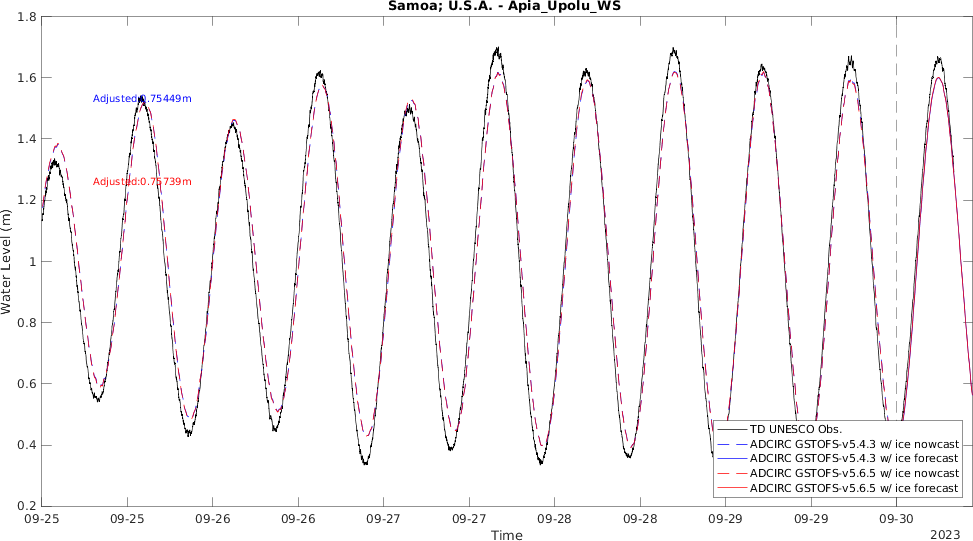 Samoa; U.S.A. - Apia_Upolu_WS
1.8
1.6
1.4
1.2
1
0.8
0.6
0.4
0.2
Water Level (m)
Adjusted:0.75449m
Adjusted:0.75739m
TD UNESCO Obs.
ADCIRC GSTOFS-v5.4.3 w/ ice nowcast
ADCIRC GSTOFS-v5.4.3 w/ ice forecast
ADCIRC GSTOFS-v5.6.5 w/ ice nowcast
ADCIRC GSTOFS-v5.6.5 w/ ice forecast
09-25 09-25 09-26 09-26 09-27 09-27 09-28 09-28 09-29 09-29 09-30
Time
2023